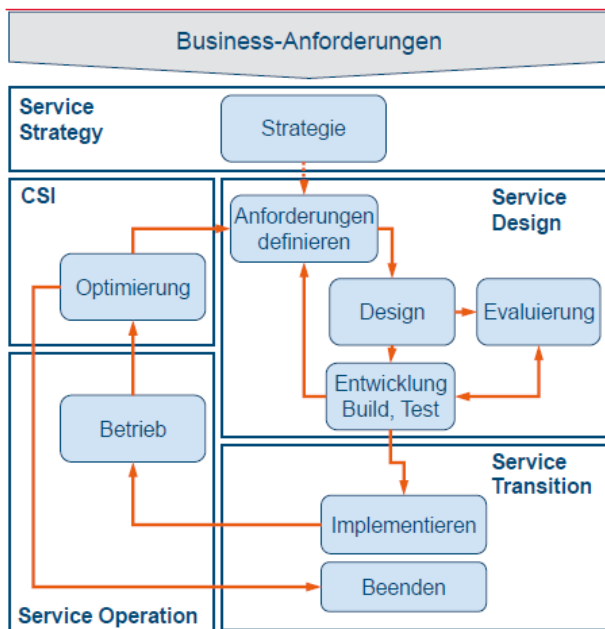 Business-Anforderungen
Service
Strategy
Strategie
CSI
Service
Design
Anforderungen
definieren
Optimierung
Design
Evaluierung
Entwicklung
Build, Test
Betrieb
Service
Transition
Implementieren
Beenden
Service Operation